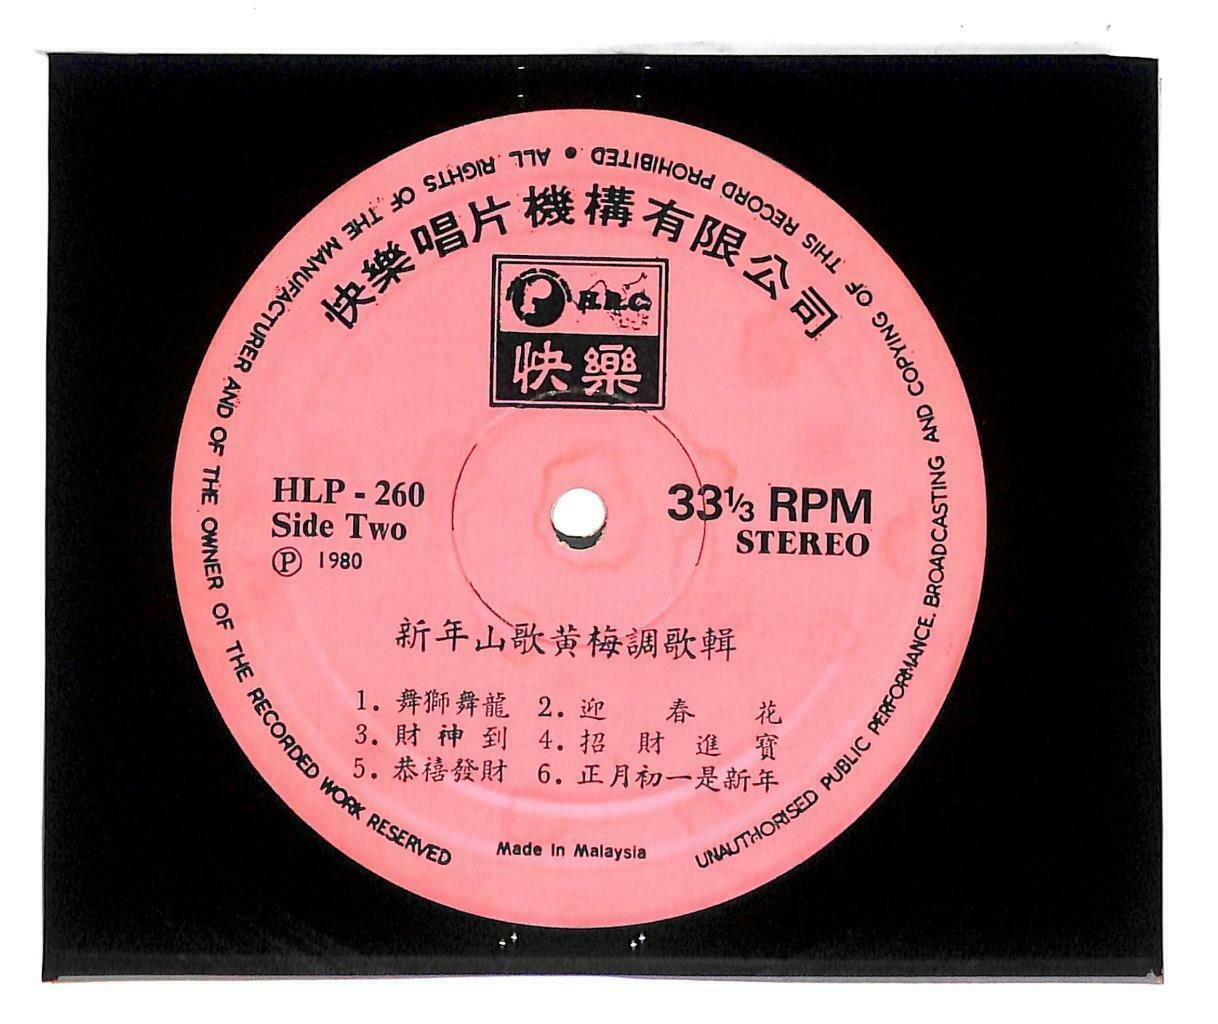 ALL RIGHTS OF THE MANUFACTURER AND OF THE OWNER OF THE RECORDED WORK RESERVED
UNAUTHORISED PUBLIC PERFORMANCE. BROADCASTING AND COPYING OF THIS RECORD PROHIBITED •
快樂唱片機構有限公司
H.R.C.
快樂
HLP - 260
Side Two
Ⓟ 1980
33⅓ RPM
STEREO
新年山歌黃梅調歌輯
1. 舞獅舞龍 2. 迎春花
3. 財神到 4. 招財進寶
5. 恭禧發財 6. 正月初一是新年
Made In Malaysia